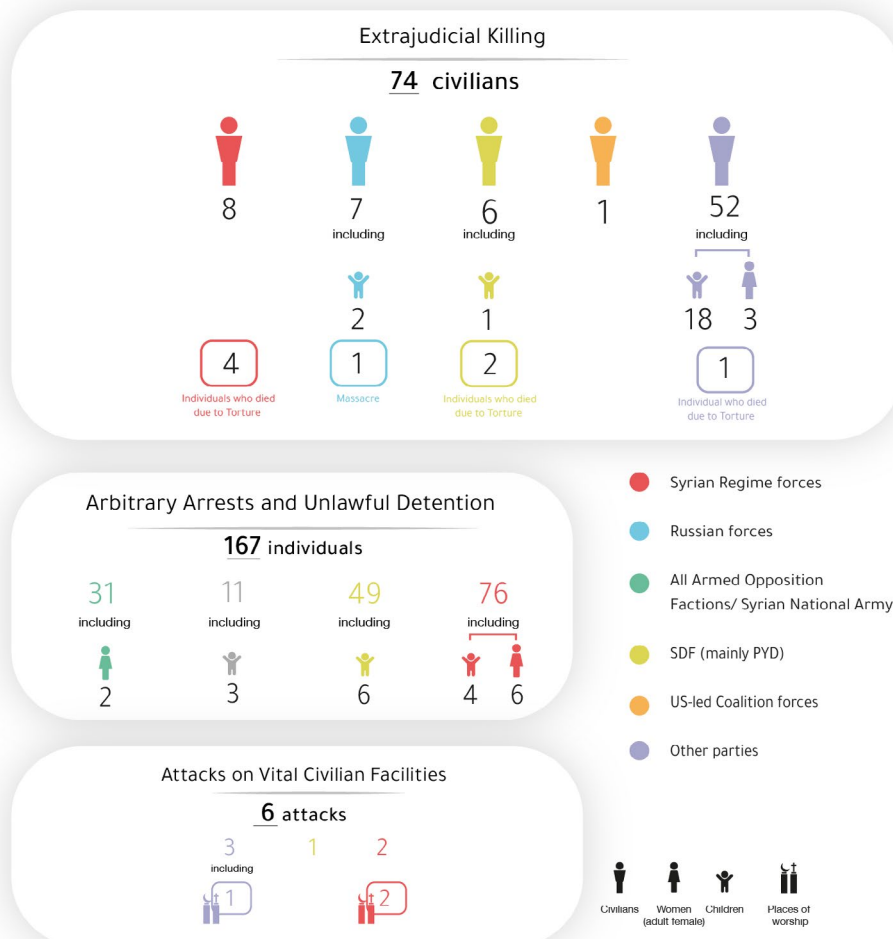 Extrajudicial Killing
74 civilians
8 7 6 1 52
including including including
2 1 18 3
4 1 2 1
Individuals who died due to Torture
Massacre
Individuals who died due to Torture
Individual who died due to Torture
Arbitrary Arrests and Unlawful Detention
167 individuals
31 11 49 76
including including including including
2 3 6 4 6
Attacks on Vital Civilian Facilities
6 attacks
3 1 2
including
1 2
Syrian Regime forces
Russian forces
All Armed Opposition
Factions/ Syrian National Army
SDF (mainly PYD)
US-led Coalition forces
Other parties
Civilians
Women
(adult female)
Children
Places of
worship